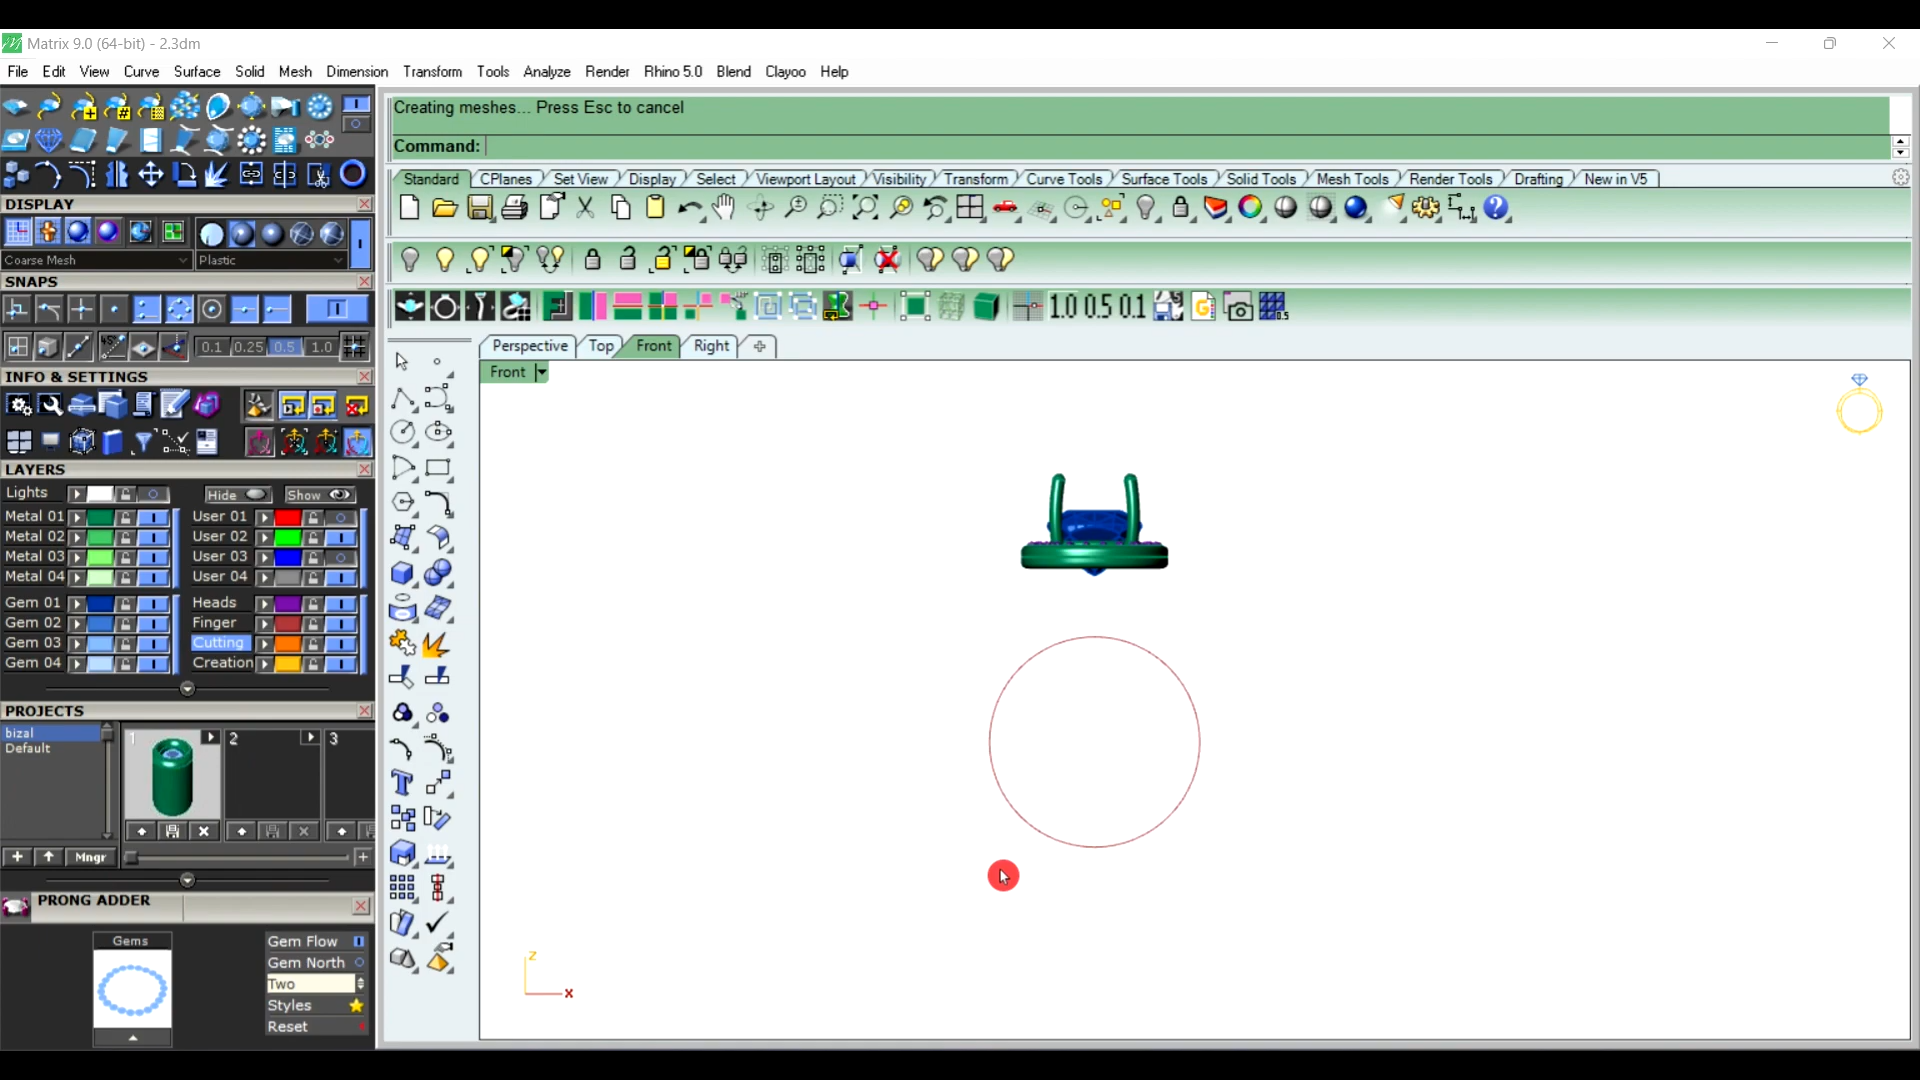 Matrix 9.0 (64-bit) - 2.3dm
File Edit View Curve Surface Solid Mesh Dimension Transform Tools Analyze Render Rhino 5.0 Blend Clayoo Help
Creating meshes... Press Esc to cancel
Command:
Standard CPlanes Set View Display Select Viewport Layout Visibility Transform Curve Tools Surface Tools Solid Tools Mesh Tools Render Tools Drafting New in V5
1.0 0.5 0.1
0.5
Perspective Top Front Right
Front
z
x
DISPLAY
Coarse Mesh Plastic
SNAPS
45°
0.1 0.25 0.5 1.0
INFO & SETTINGS
LAYERS
Lights Hide Show
Metal 01 User 01
Metal 02 User 02
Metal 03 User 03
Metal 04 User 04
Gem 01 Heads
Gem 02 Finger
Gem 03 Cutting
Gem 04 Creation
PROJECTS
bizal
Default
1 2 3
Mngr
PRONG ADDER
Gems
Gem Flow
Gem North
Two
Styles
Reset